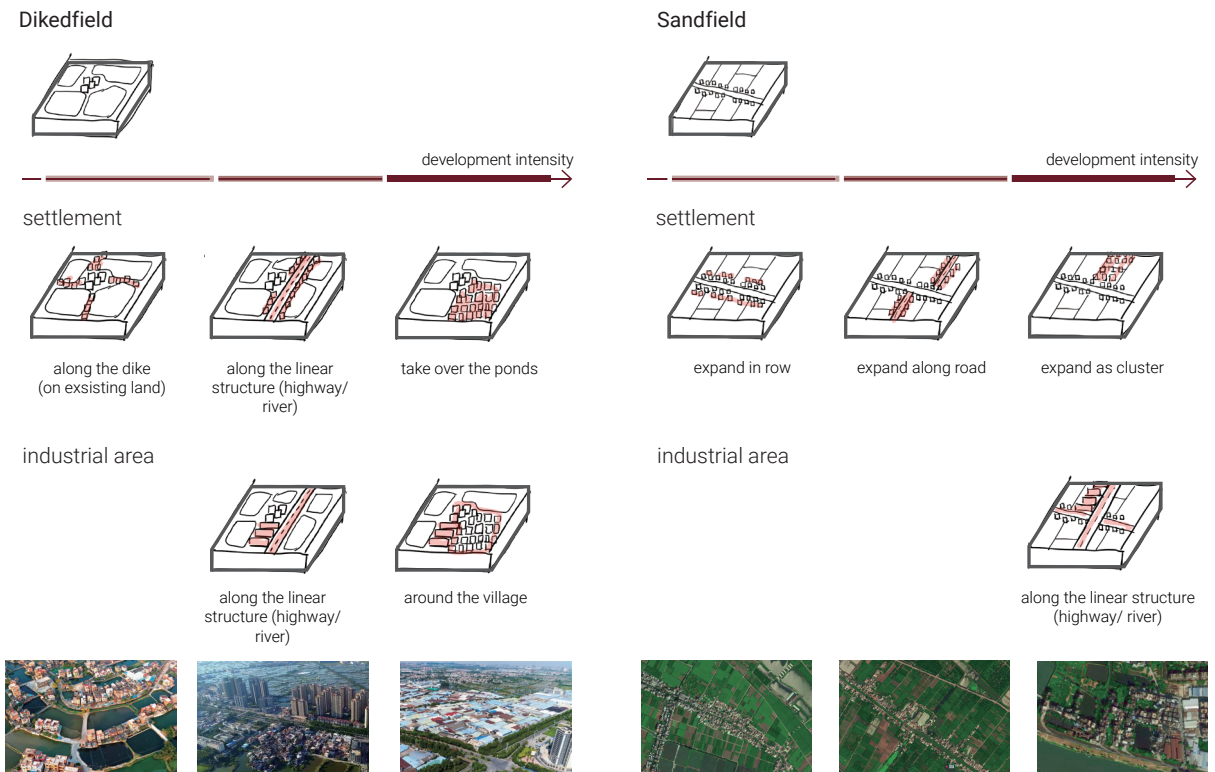 Dikedfield
development intensity
settlement
along the dike
(on exsisting land)
along the linear
structure (highway/
river)
take over the ponds
industrial area
along the linear
structure (highway/
river)
around the village
Sandfield
development intensity
settlement
expand in row
expand along road
expand as cluster
industrial area
along the linear structure
(highway/ river)